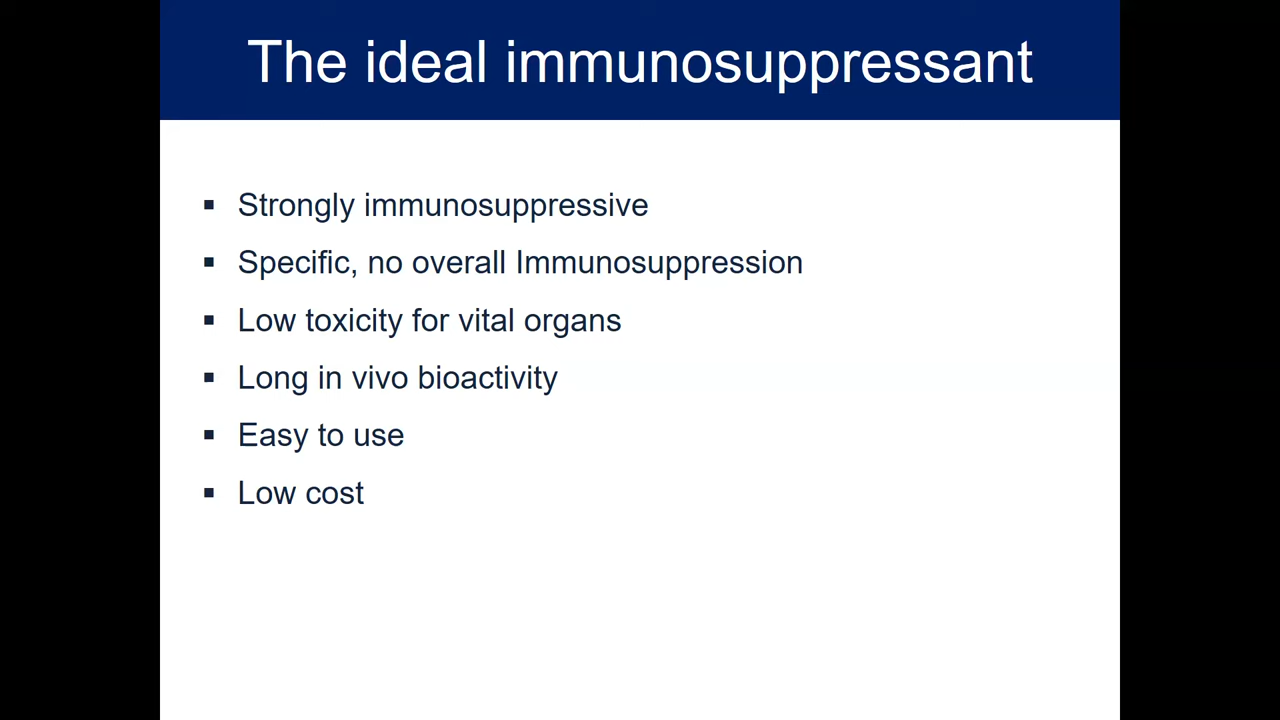 The ideal immunosuppressant
▪ Strongly immunosuppressive
▪ Specific, no overall Immunosuppression
▪ Low toxicity for vital organs
▪ Long in vivo bioactivity
▪ Easy to use
▪ Low cost